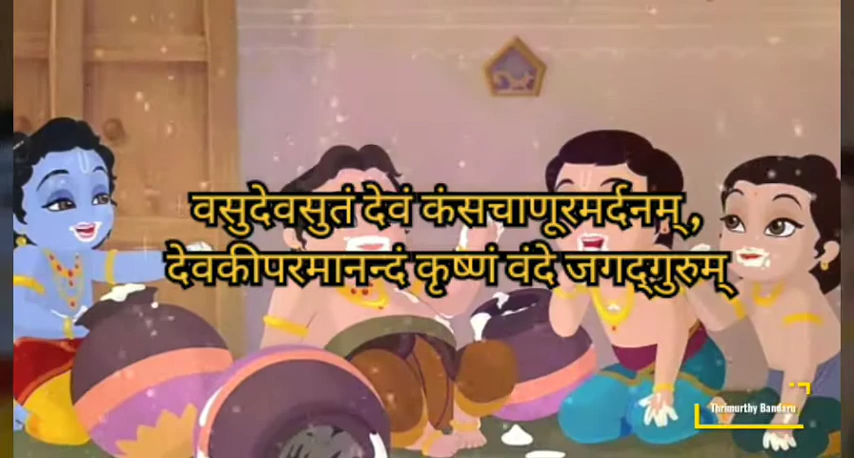 वसुदेवसुतं देवं कंसचाणूरमर्दनम् ,
देवकीपरमानन्दं कृष्णं वंदे जगद्गुरुम्
Thrimurthy Bandaru